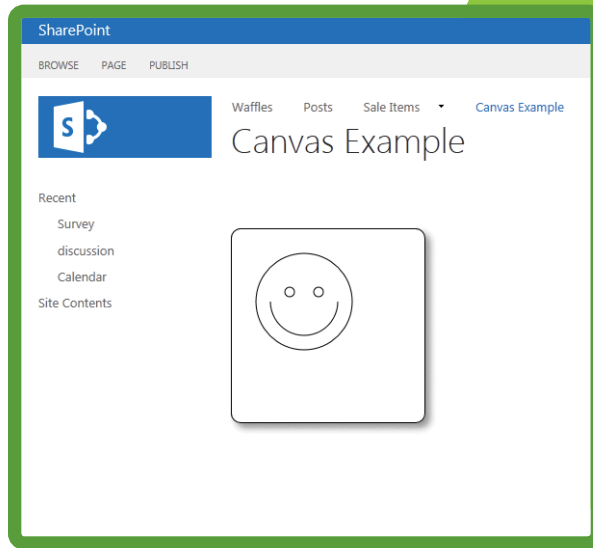 SharePoint
BROWSE PAGE PUBLISH
S
Waffles Posts Sale Items Canvas Example
Canvas Example
Recent
Survey
discussion
Calendar
Site Contents